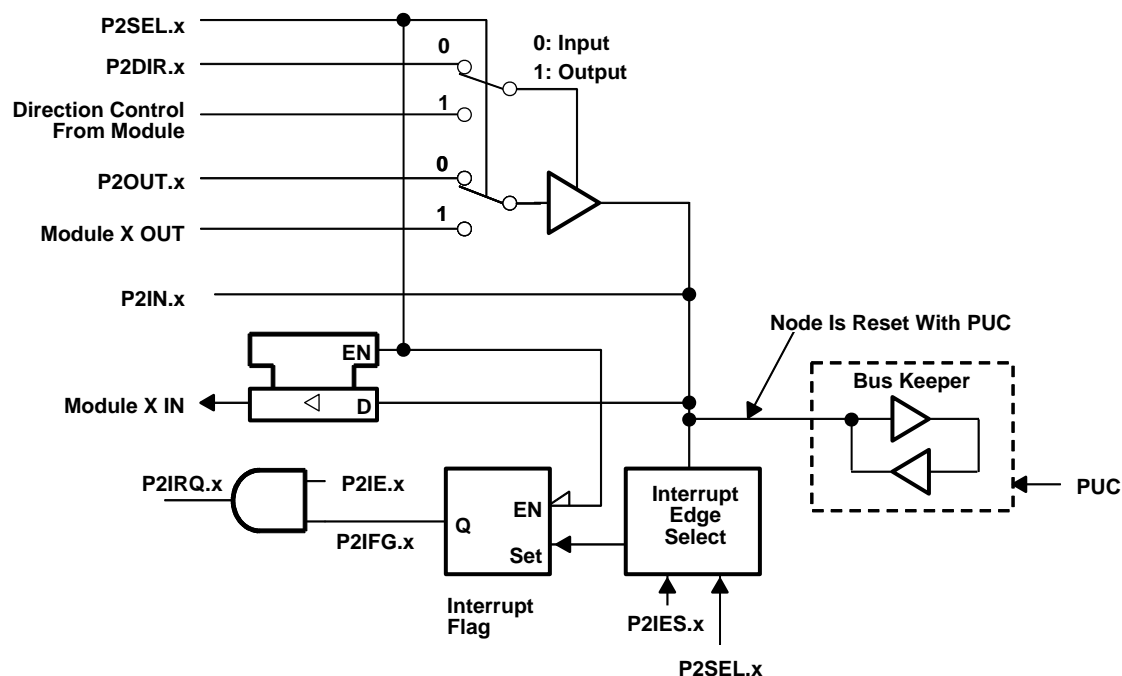 P2SEL.x
0
0: Input
P2DIR.x
1: Output
Direction Control
From Module
1
0
P2OUT.x
1
Module X OUT
P2IN.x
Node Is Reset With PUC
EN
Bus Keeper
Module X IN
D
P2IRQ.x
P2IE.x
Interrupt
Edge
Select
PUC
EN
Q
P2IFG.x
Set
Interrupt
Flag
P2IES.x
P2SEL.x